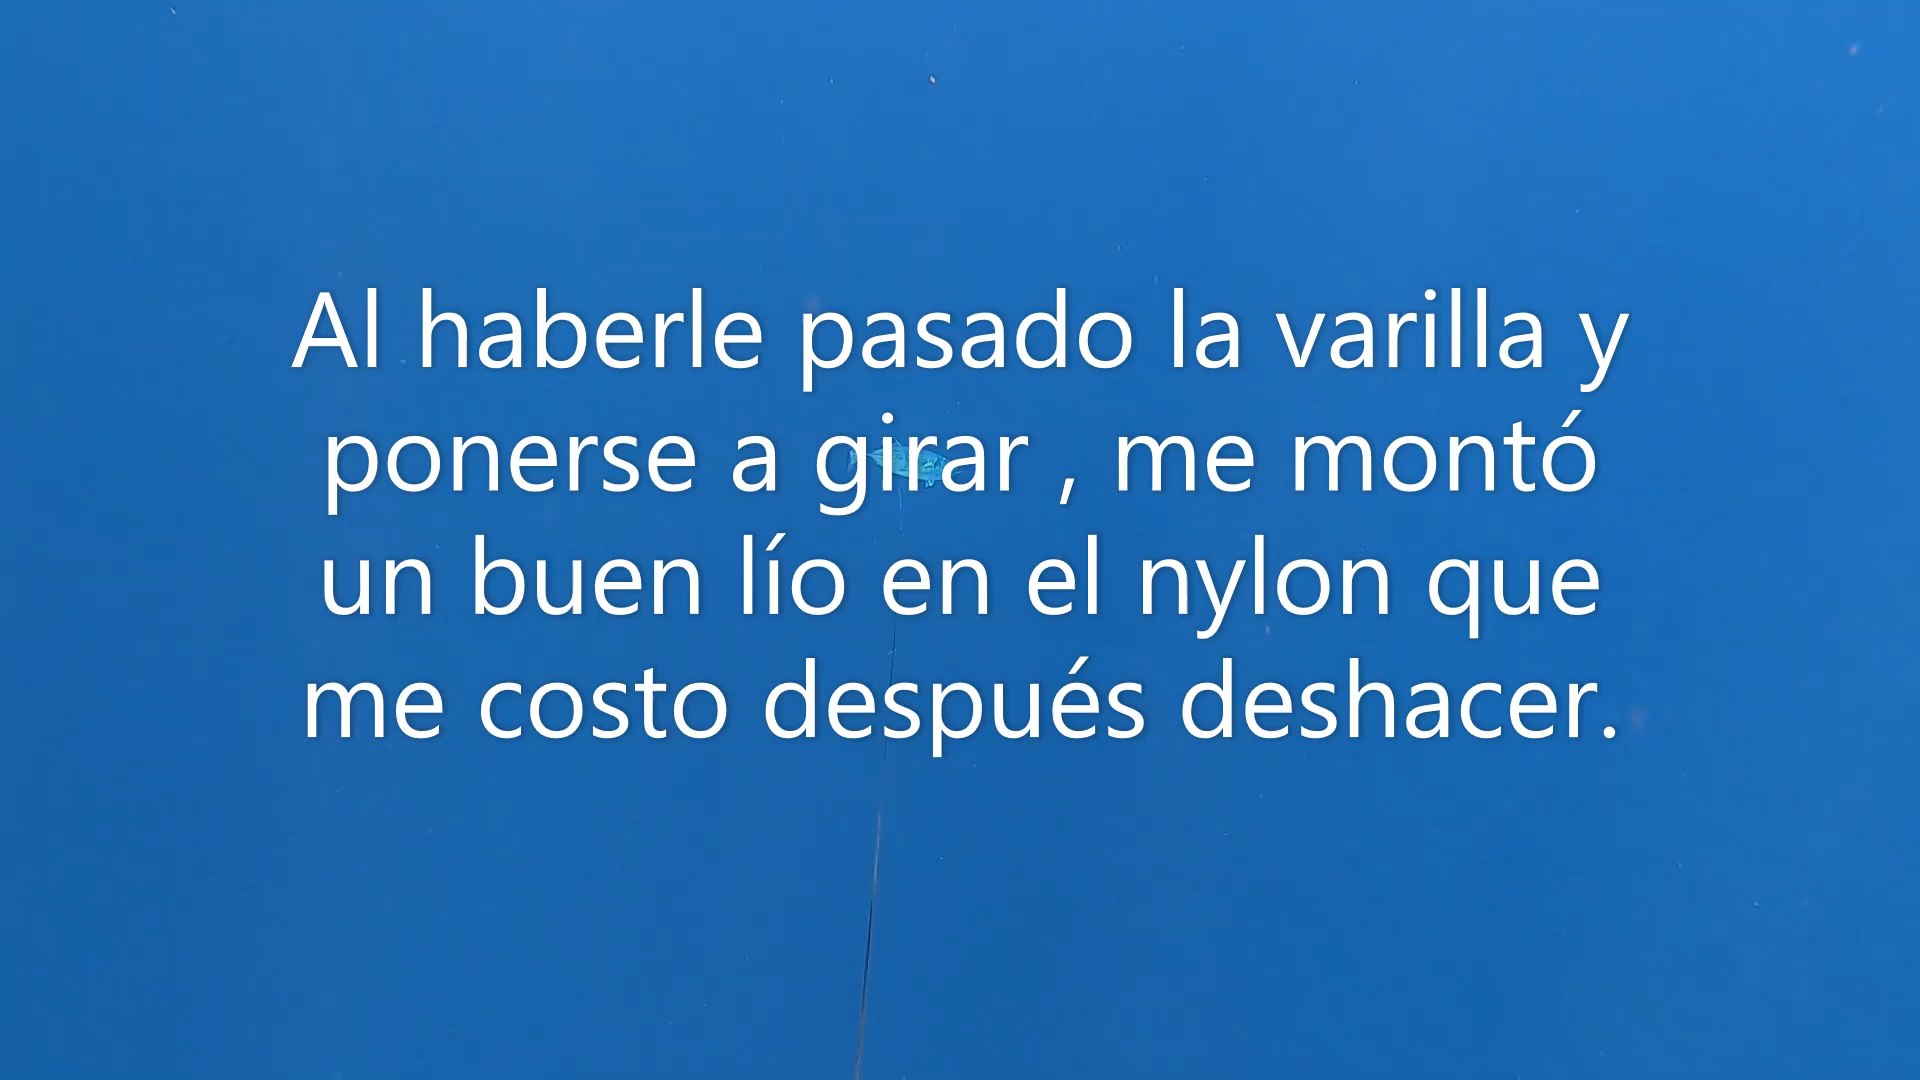 Al haberle pasado la varilla y
ponerse a girar , me montó
un buen lío en el nylon que
me costo después deshacer.